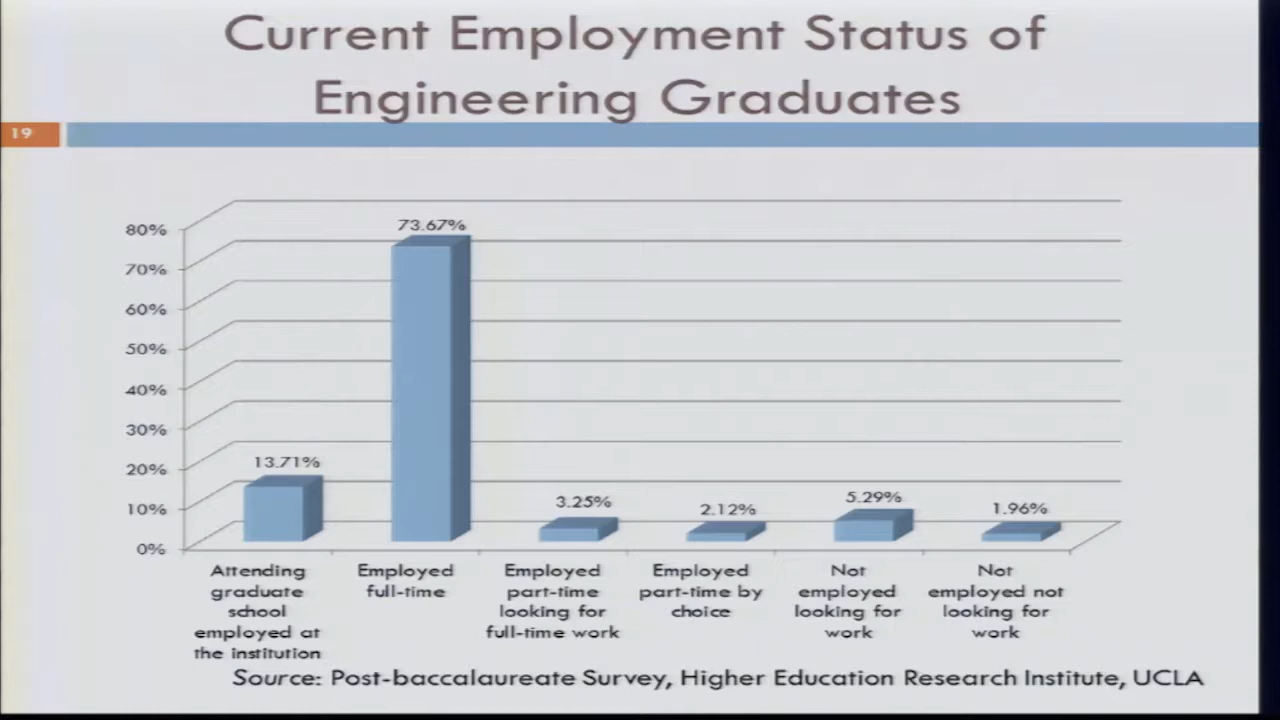 Current Employment Status of
Engineering Graduates
19
80%
70%
60%
50%
40%
30%
20%
10%
0%
13.71%
73.67%
3.25%
2.12%
5.29%
1.96%
Attending
graduate
school
employed at
the institution
Employed
full-time
Employed
part-time
looking for
full-time work
Employed
part-time by
choice
Not
employed
looking for
work
Not
employed not
looking for
work
Source: Post-baccalaureate Survey, Higher Education Research Institute, UCLA